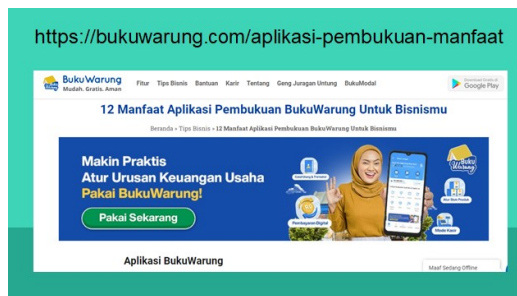 https://bukuwarung.com/aplikasi-pembukuan-manfaat
BukuWarung
Mudah. Gratis. Aman
Fitur Tips Bisnis Bantuan Karir Tentang Geng Juragan Untung BukuModal
Google Play
12 Manfaat Aplikasi Pembukuan BukuWarung Untuk Bisnismu
Beranda » Tips Bisnis » 12 Manfaat Aplikasi Pembukuan BukuWarung Untuk Bisnismu
Makin Praktis
Atur Urusan Keuangan Usaha
Pakai BukuWarung!
Pakai Sekarang
Buku
Warung
Pembayaran Digital
Mode Kasir
Aplikasi BukuWarung
Maaf Sedang Offline